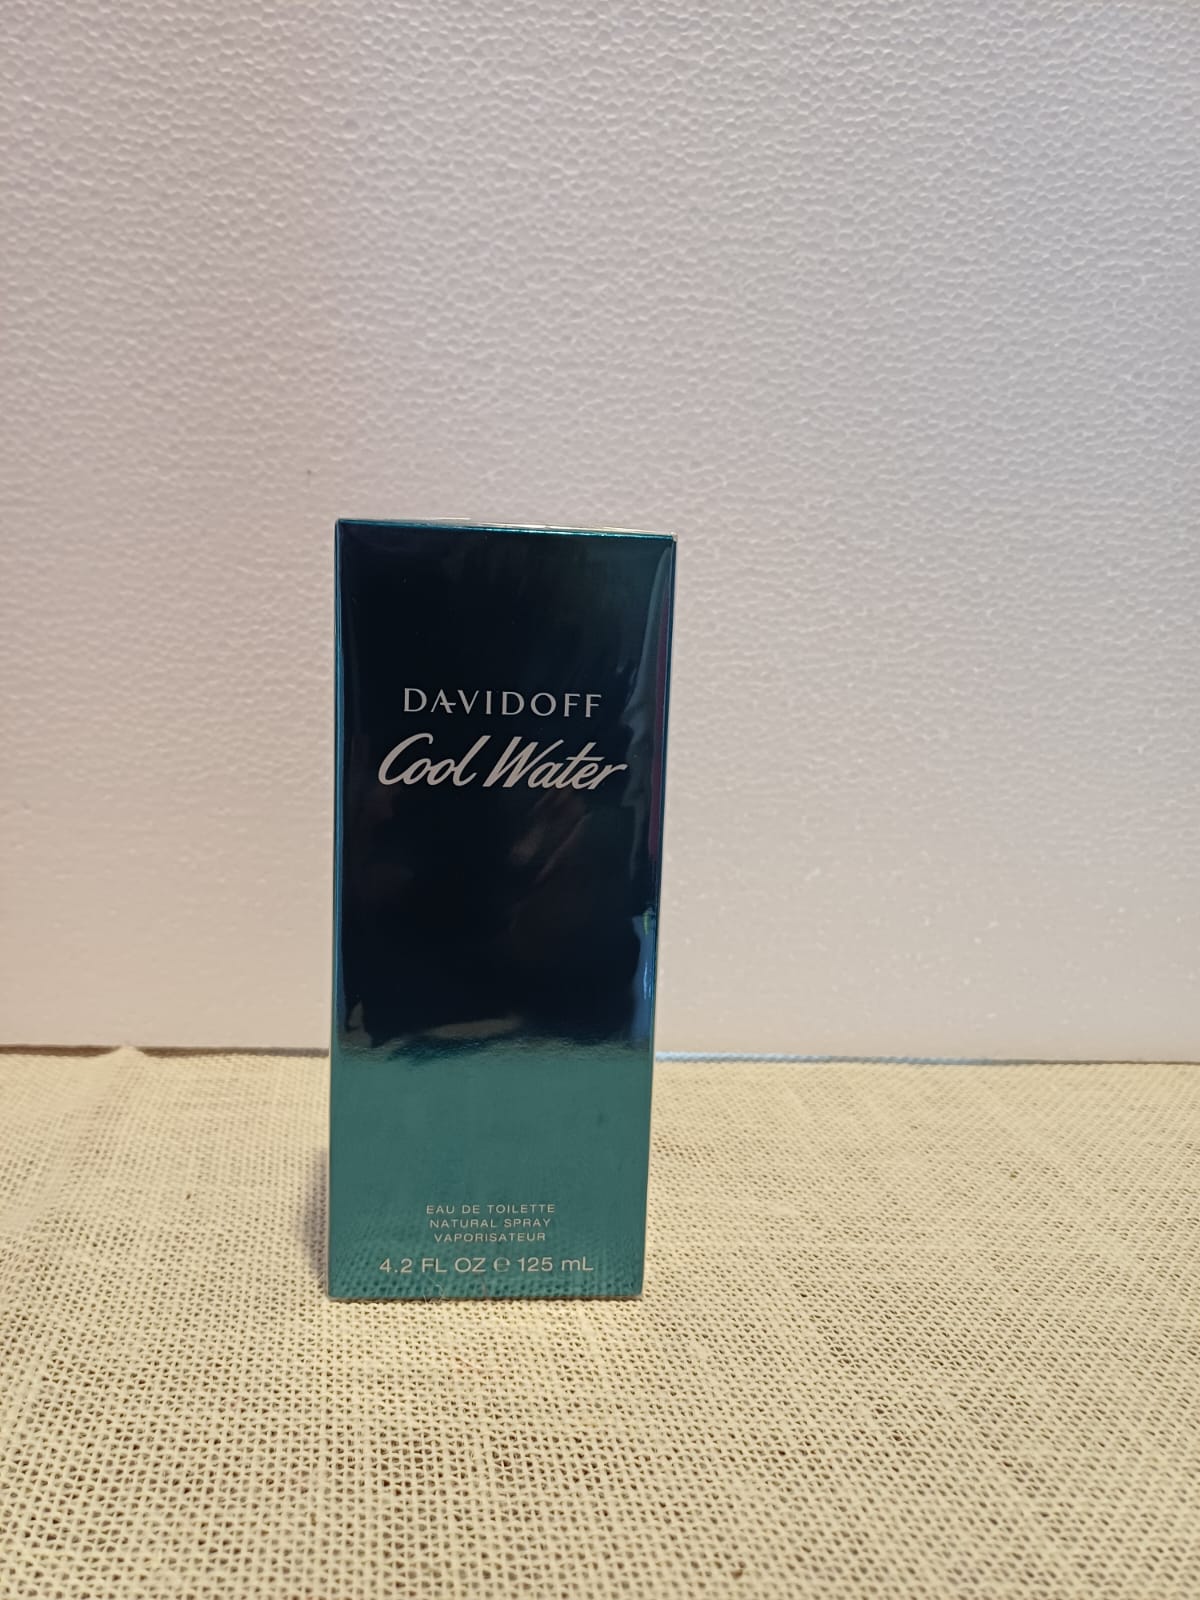 DAVIDOFF
Cool Water
EAU DE TOILETTE
NATURAL SPRAY
VAPORISATEUR
4.2 FL OZ ℮ 125 mL